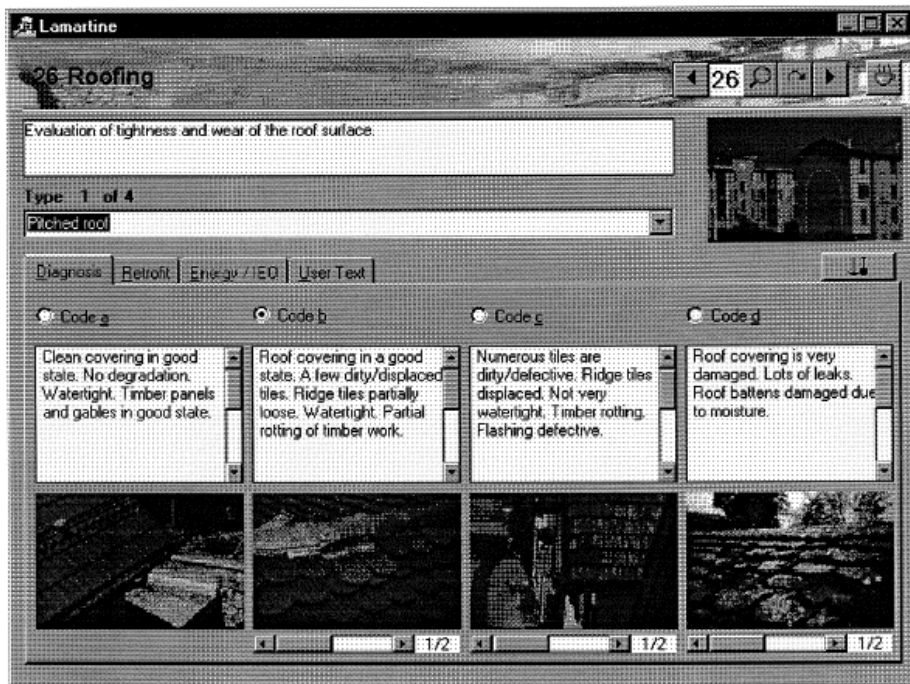 Lamartine
26 Roofing
26
Evaluation of tightness and wear of the roof surface.
Type 1 of 4
Pitched roof
Diagnosis Retrofit Energy / IEQ User Text
Code a Code b Code c Code d
Clean covering in good
state. No degradation.
Watertight. Timber panels
and gables in good state.
Roof covering in a good
state. A few dirty/displaced
tiles. Ridge tiles partially
loose. Watertight. Partial
rotting of timber work.
Numerous tiles are
dirty/defective. Ridge tiles
displaced. Not very
watertight. Timber rotting.
Flashing defective.
Roof covering is very
damaged. Lots of leaks.
Roof battens damaged due
to moisture.
1/2 1/2 1/2